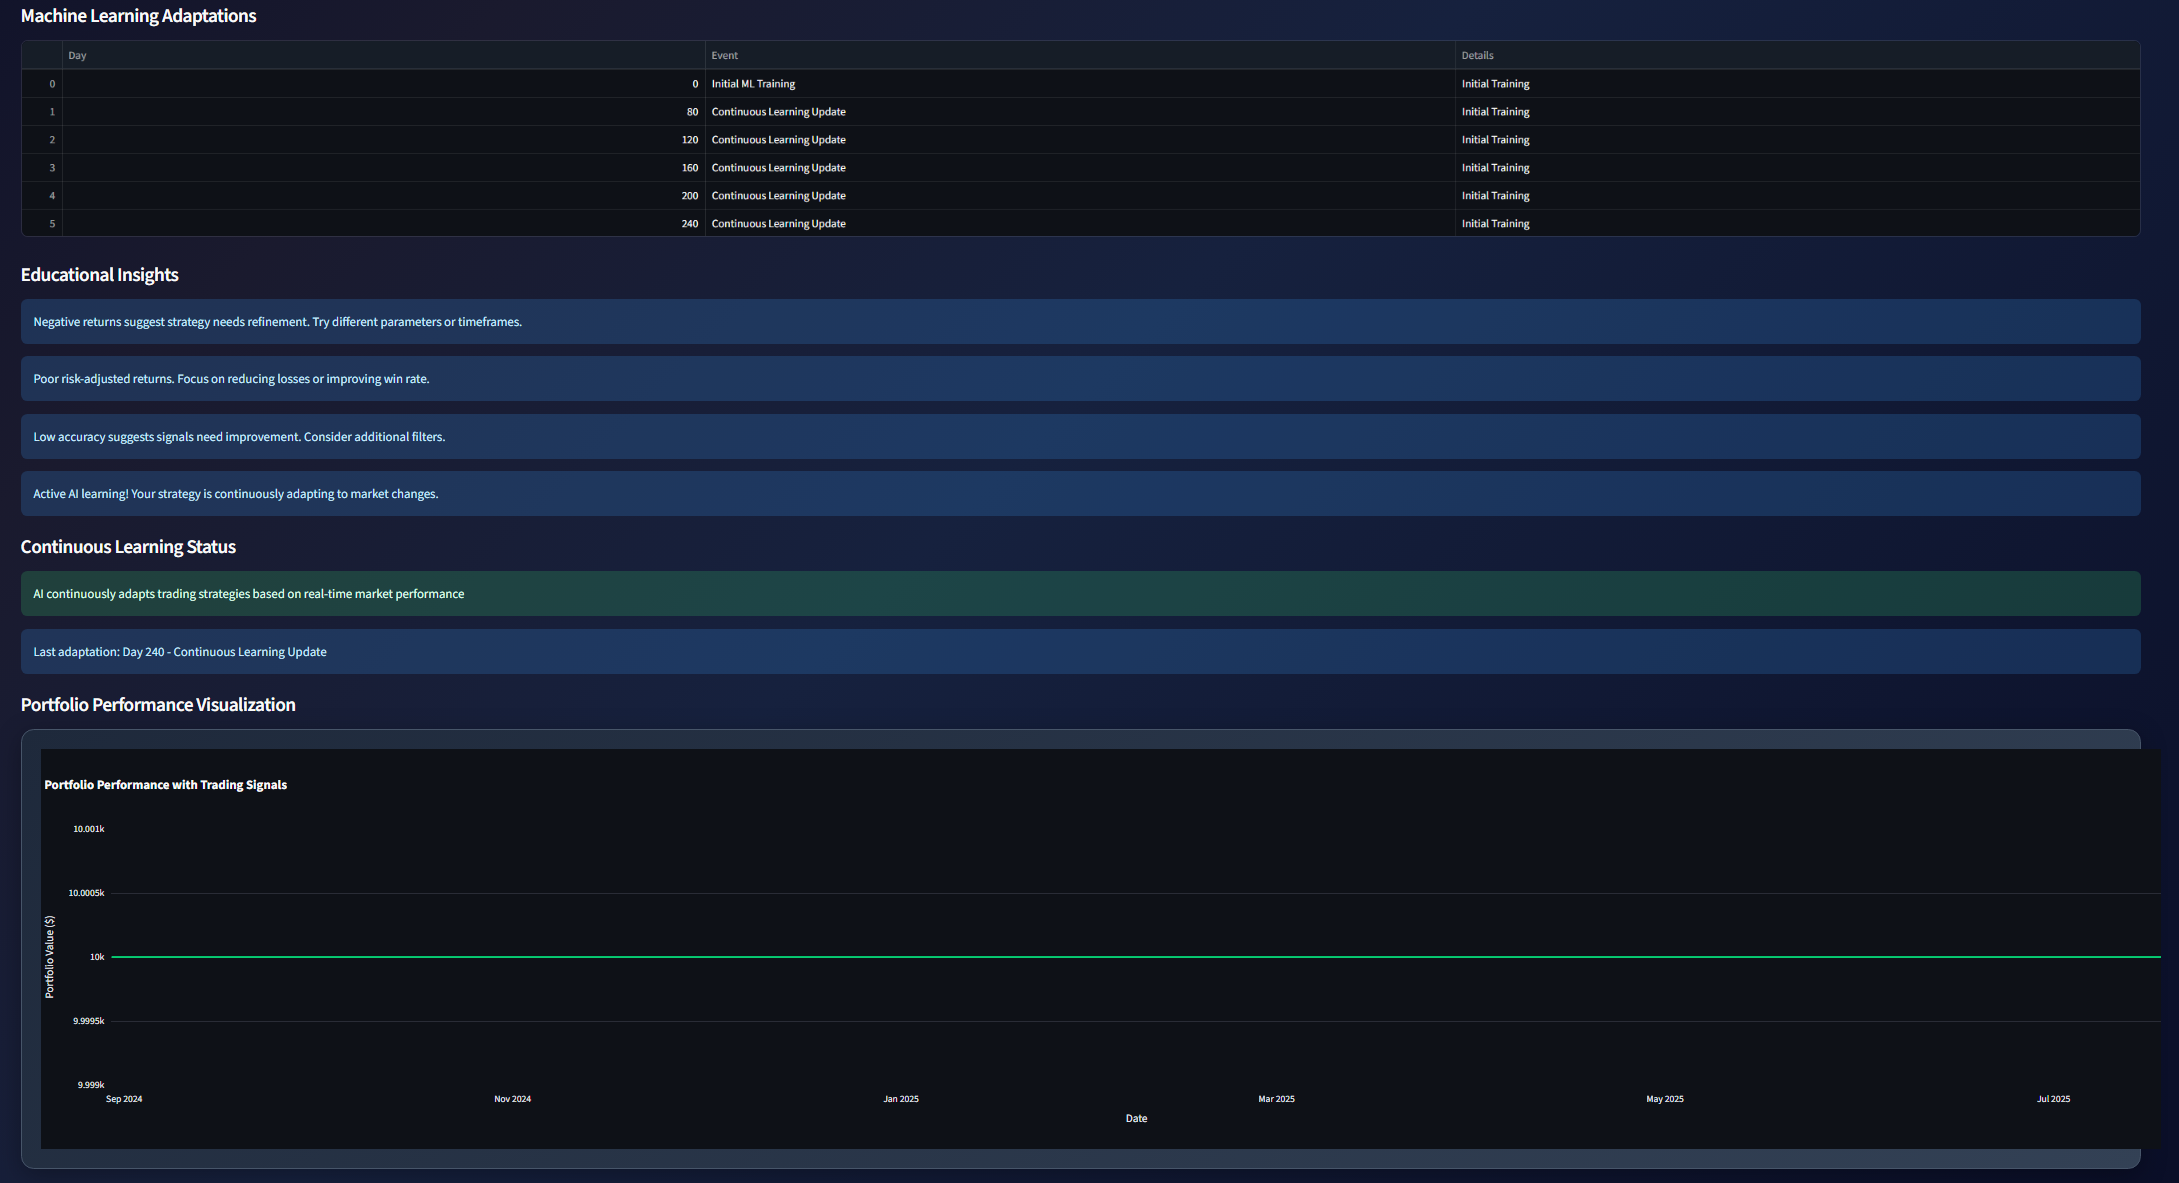 Machine Learning Adaptations
Day Event Details
0 0 Initial ML Training Initial Training
1 80 Continuous Learning Update Initial Training
2 120 Continuous Learning Update Initial Training
3 160 Continuous Learning Update Initial Training
4 200 Continuous Learning Update Initial Training
5 240 Continuous Learning Update Initial Training
Educational Insights
Negative returns suggest strategy needs refinement. Try different parameters or timeframes.
Poor risk-adjusted returns. Focus on reducing losses or improving win rate.
Low accuracy suggests signals need improvement. Consider additional filters.
Active AI learning! Your strategy is continuously adapting to market changes.
Continuous Learning Status
AI continuously adapts trading strategies based on real-time market performance
Last adaptation: Day 240 - Continuous Learning Update
Portfolio Performance Visualization
Portfolio Performance with Trading Signals
10.001k
10.0005k
10k
9.9995k
9.999k
Portfolio Value ($)
Sep 2024 Nov 2024 Jan 2025 Mar 2025 May 2025 Jul 2025
Date